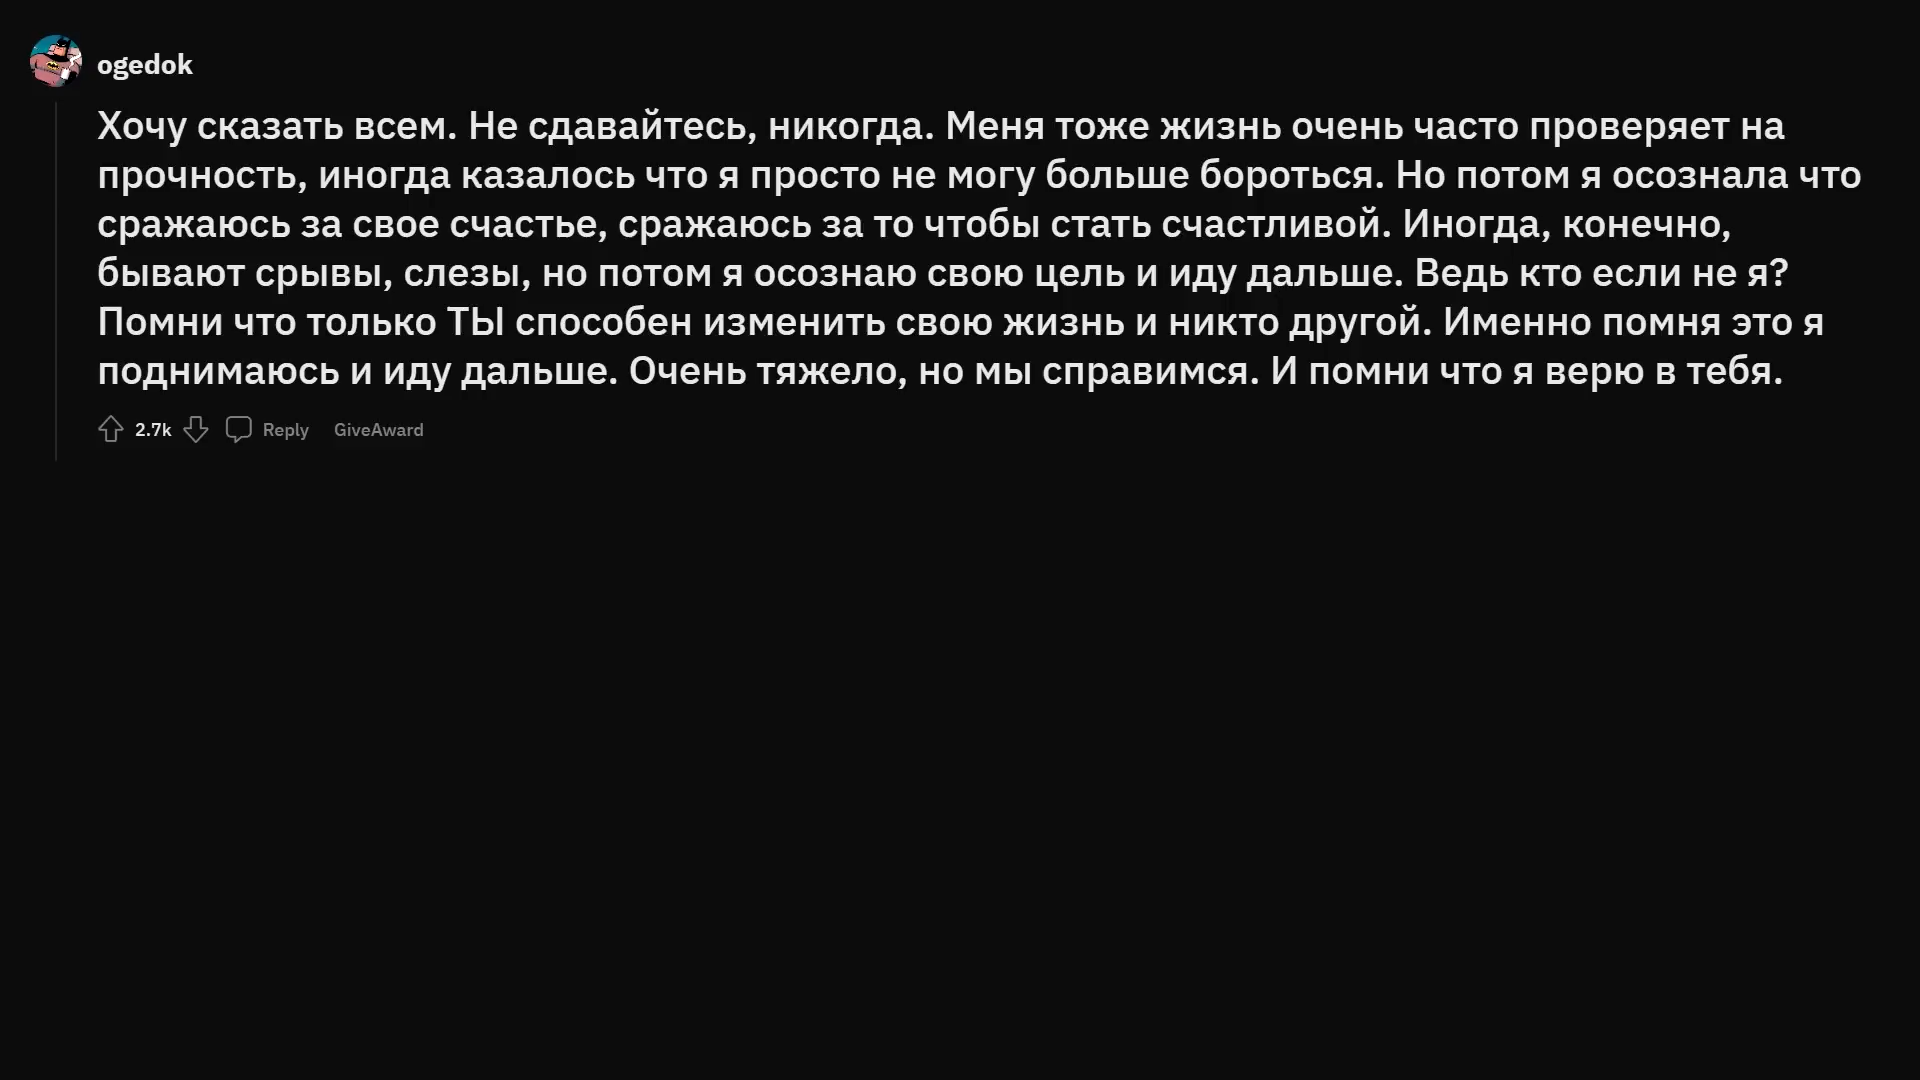 ogedok
Хочу сказать всем. Не сдавайтесь, никогда. Меня тоже жизнь очень часто проверяет на
прочность, иногда казалось что я просто не могу больше бороться. Но потом я осознала что
сражаюсь за свое счастье, сражаюсь за то чтобы стать счастливой. Иногда, конечно,
бывают срывы, слезы, но потом я осознаю свою цель и иду дальше. Ведь кто если не я?
Помни что только ТЫ способен изменить свою жизнь и никто другой. Именно помня это я
поднимаюсь и иду дальше. Очень тяжело, но мы справимся. И помни что я верю в тебя.
2.7k Reply GiveAward